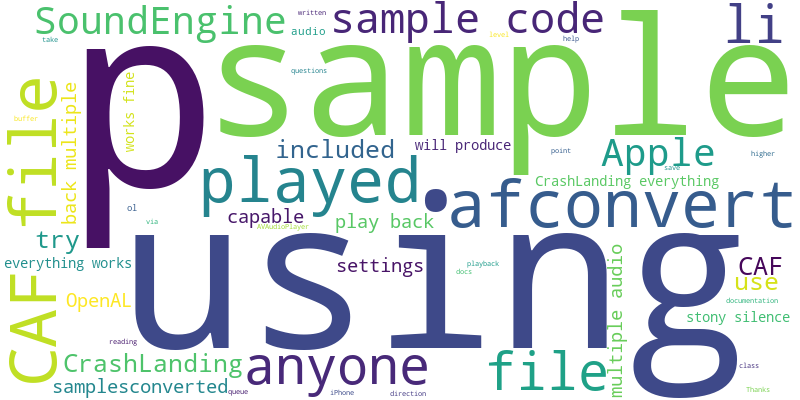 SoundEngine
written
sample code
li
take
audio
level
help
p
sample
file
buffer
back multiple
works fine
questions
included
will produce
point
Apple
higher
played
CrashLanding everything
save
ol
via
capable
AVAudioPlayer
play back
afconvert
try
everything works
using
settings
playback
docs
multiple audio
CAF
use
CAF
OpenAL
documentation
stony silence
reading
CrashLanding
anyone
file
class
samplesconverted
queue
iPhone
direction
Thanks